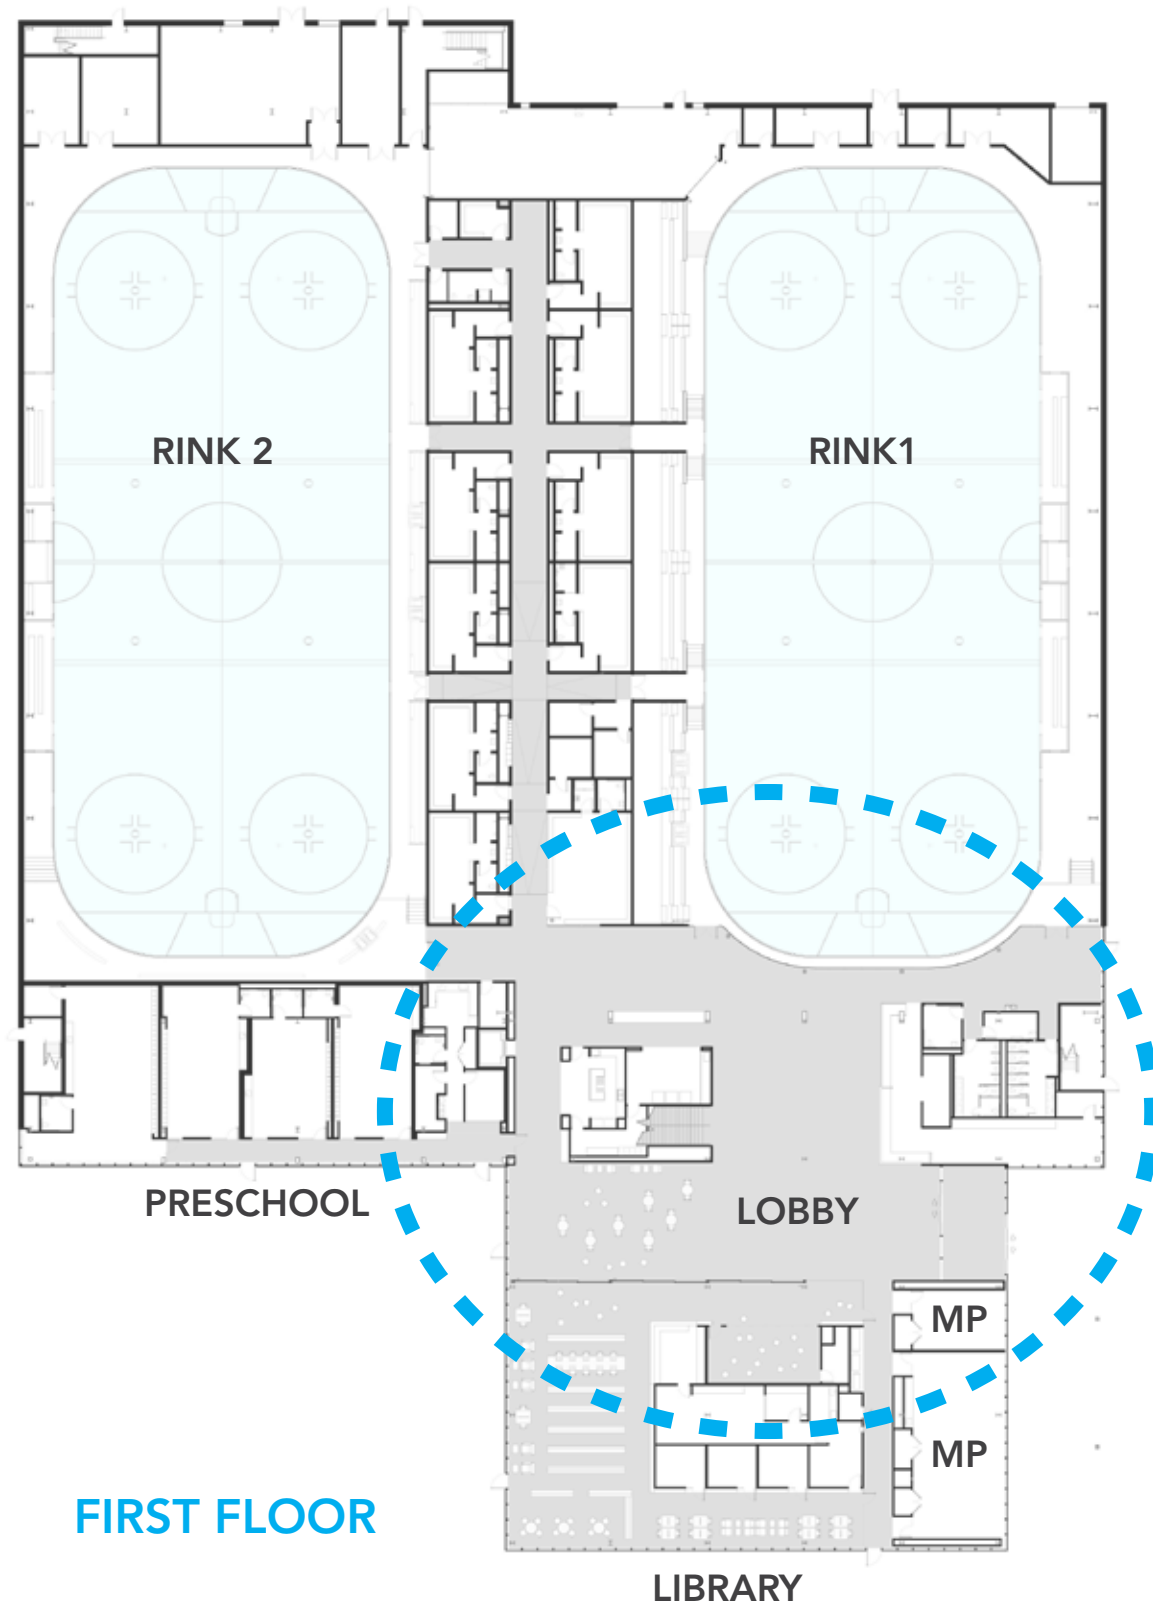 RINK 2
RINK1
PRESCHOOL
LOBBY
MP
MP
FIRST FLOOR
LIBRARY